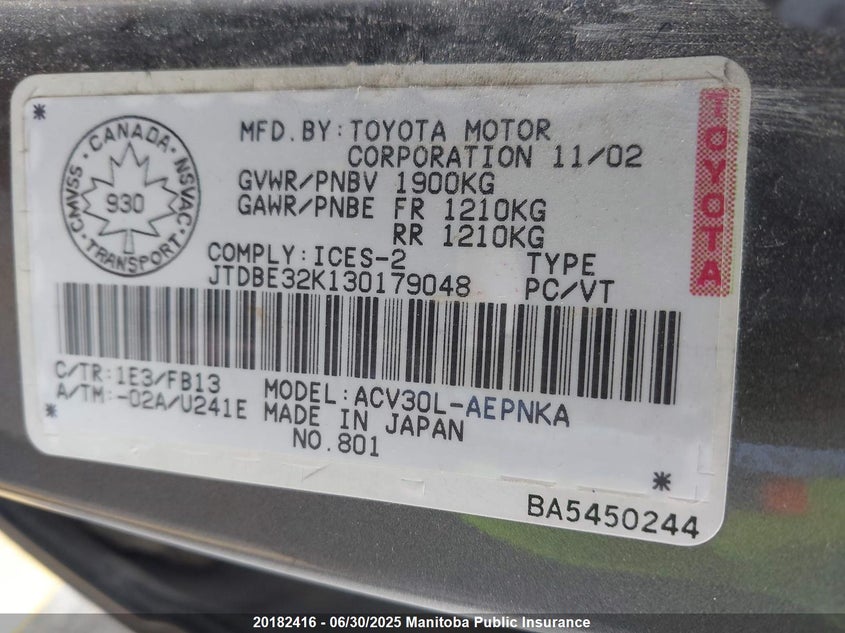 CANADA · NSVAC · TRANSPORT · CMVSS ·
930
MFD.BY:TOYOTA MOTOR
CORPORATION 11/02
GVWR/PNBV 1900KG
GAWR/PNBE FR 1210KG
RR 1210KG
COMPLY:ICES-2 TYPE
JTDBE32K130179048 PC/VT
C/TR:1E3/FB13 MODEL:ACV30L-AEPNKA
A/TM:-02A/U241E MADE IN JAPAN
NO.801
BA5450244
TOYOTA
20182416 - 06/30/2025 Manitoba Public Insurance